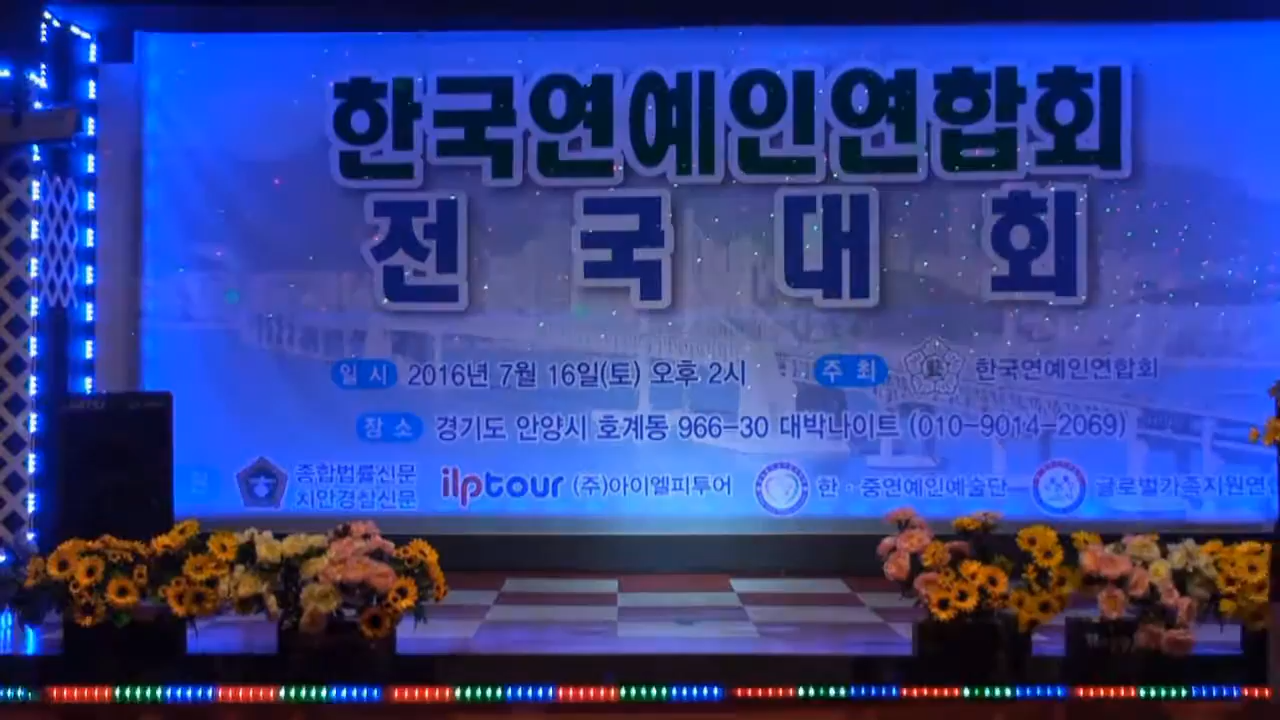 한국연예인연합회
전국대회
일시 2016년 7월 16일(토) 오후 2시 주최 한국연예인연합회
장소 경기도 안양시 호계동 966-30 대박나이트 (010-9014-2069)
종합법률신문
치안경찰신문
ilptour (주)아이엘피투어 한·중연예인예술단 글로벌가족지원연합